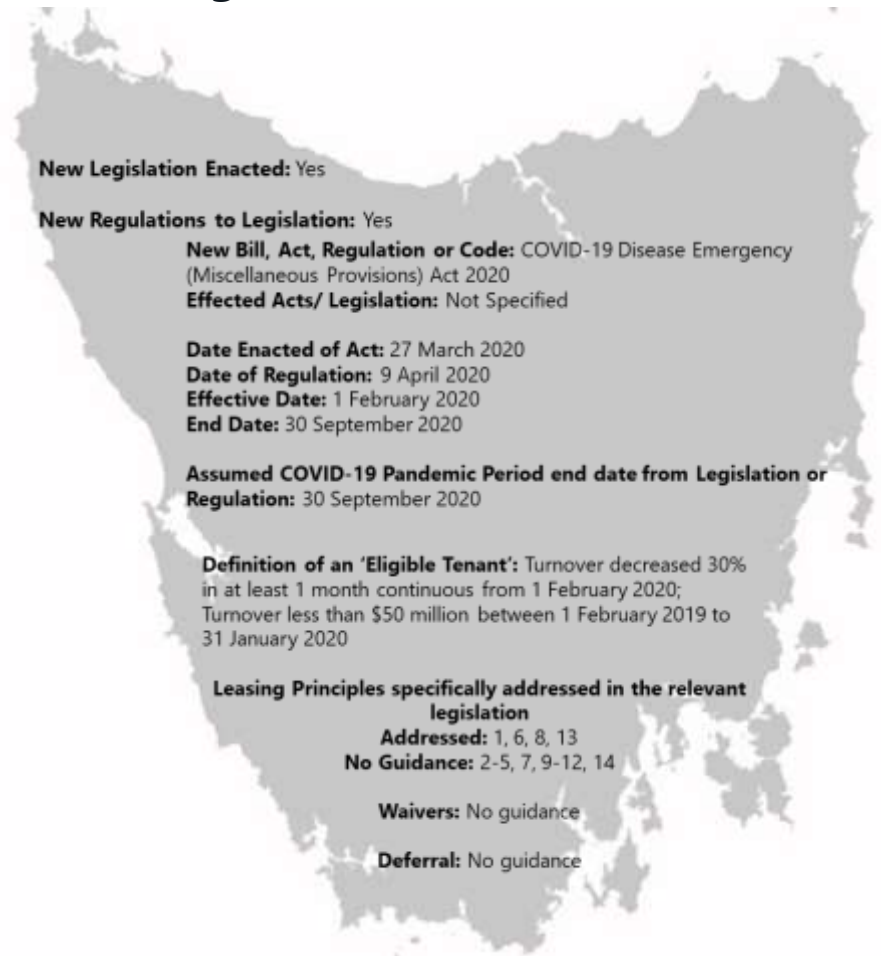 New Legislation Enacted: Yes
New Regulations to Legislation: Yes
New Bill, Act, Regulation or Code: COVID-19 Disease Emergency
(Miscellaneous Provisions) Act 2020
Effected Acts/ Legislation: Not Specified
Date Enacted of Act: 27 March 2020
Date of Regulation: 9 April 2020
Effective Date: 1 February 2020
End Date: 30 September 2020
Assumed COVID-19 Pandemic Period end date from Legislation or
Regulation: 30 September 2020
Definition of an ‘Eligible Tenant’: Turnover decreased 30%
in at least 1 month continuous from 1 February 2020;
Turnover less than $50 million between 1 February 2019 to
31 January 2020
Leasing Principles specifically addressed in the relevant
legislation
Addressed: 1, 6, 8, 13
No Guidance: 2-5, 7, 9-12, 14
Waivers: No guidance
Deferral: No guidance